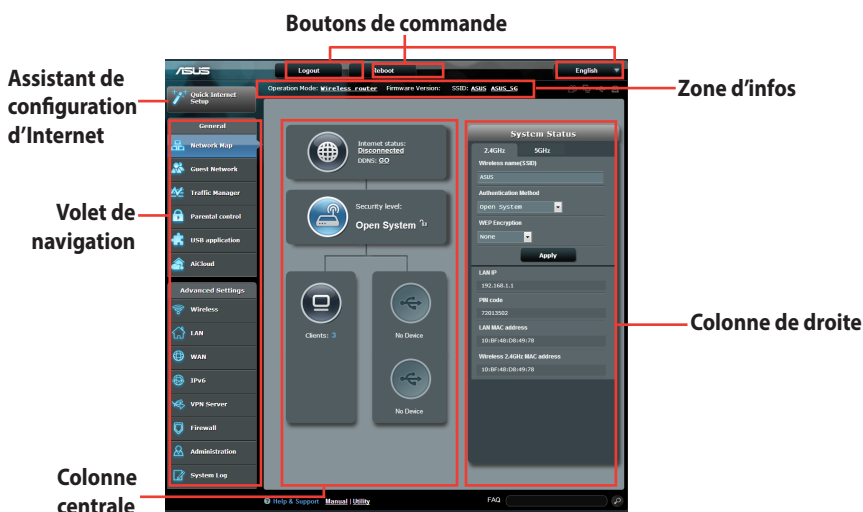 Boutons de commande
Assistant de
configuration
d'Internet
Zone d'infos
Volet de
navigation
Colonne de droite
Colonne
centrale
ASUS
Logout
Reboot
English
Quick Internet
Setup
Operation Mode: Wireless router Firmware Version: SSID: ASUS ASUS_5G
General
Network Map
Guest Network
Traffic Manager
Parental control
USB application
AiCloud
Advanced Settings
Wireless
LAN
WAN
IPv6
VPN Server
Firewall
Administration
System Log
Internet status:
Disconnected
DDNS: GO
Security level:
Open System
Clients: 3
No Device
No Device
System Status
2.4GHz 5GHz
Wireless name(SSID)
ASUS
Authentication Method
Open System
WEP Encryption
None
Apply
LAN IP
192.168.1.1
PIN code
72013502
LAN MAC address
10:BF:48:D8:49:78
Wireless 2.4GHz MAC address
10:BF:48:D8:49:78
Help & Support Manual | Utility
FAQ